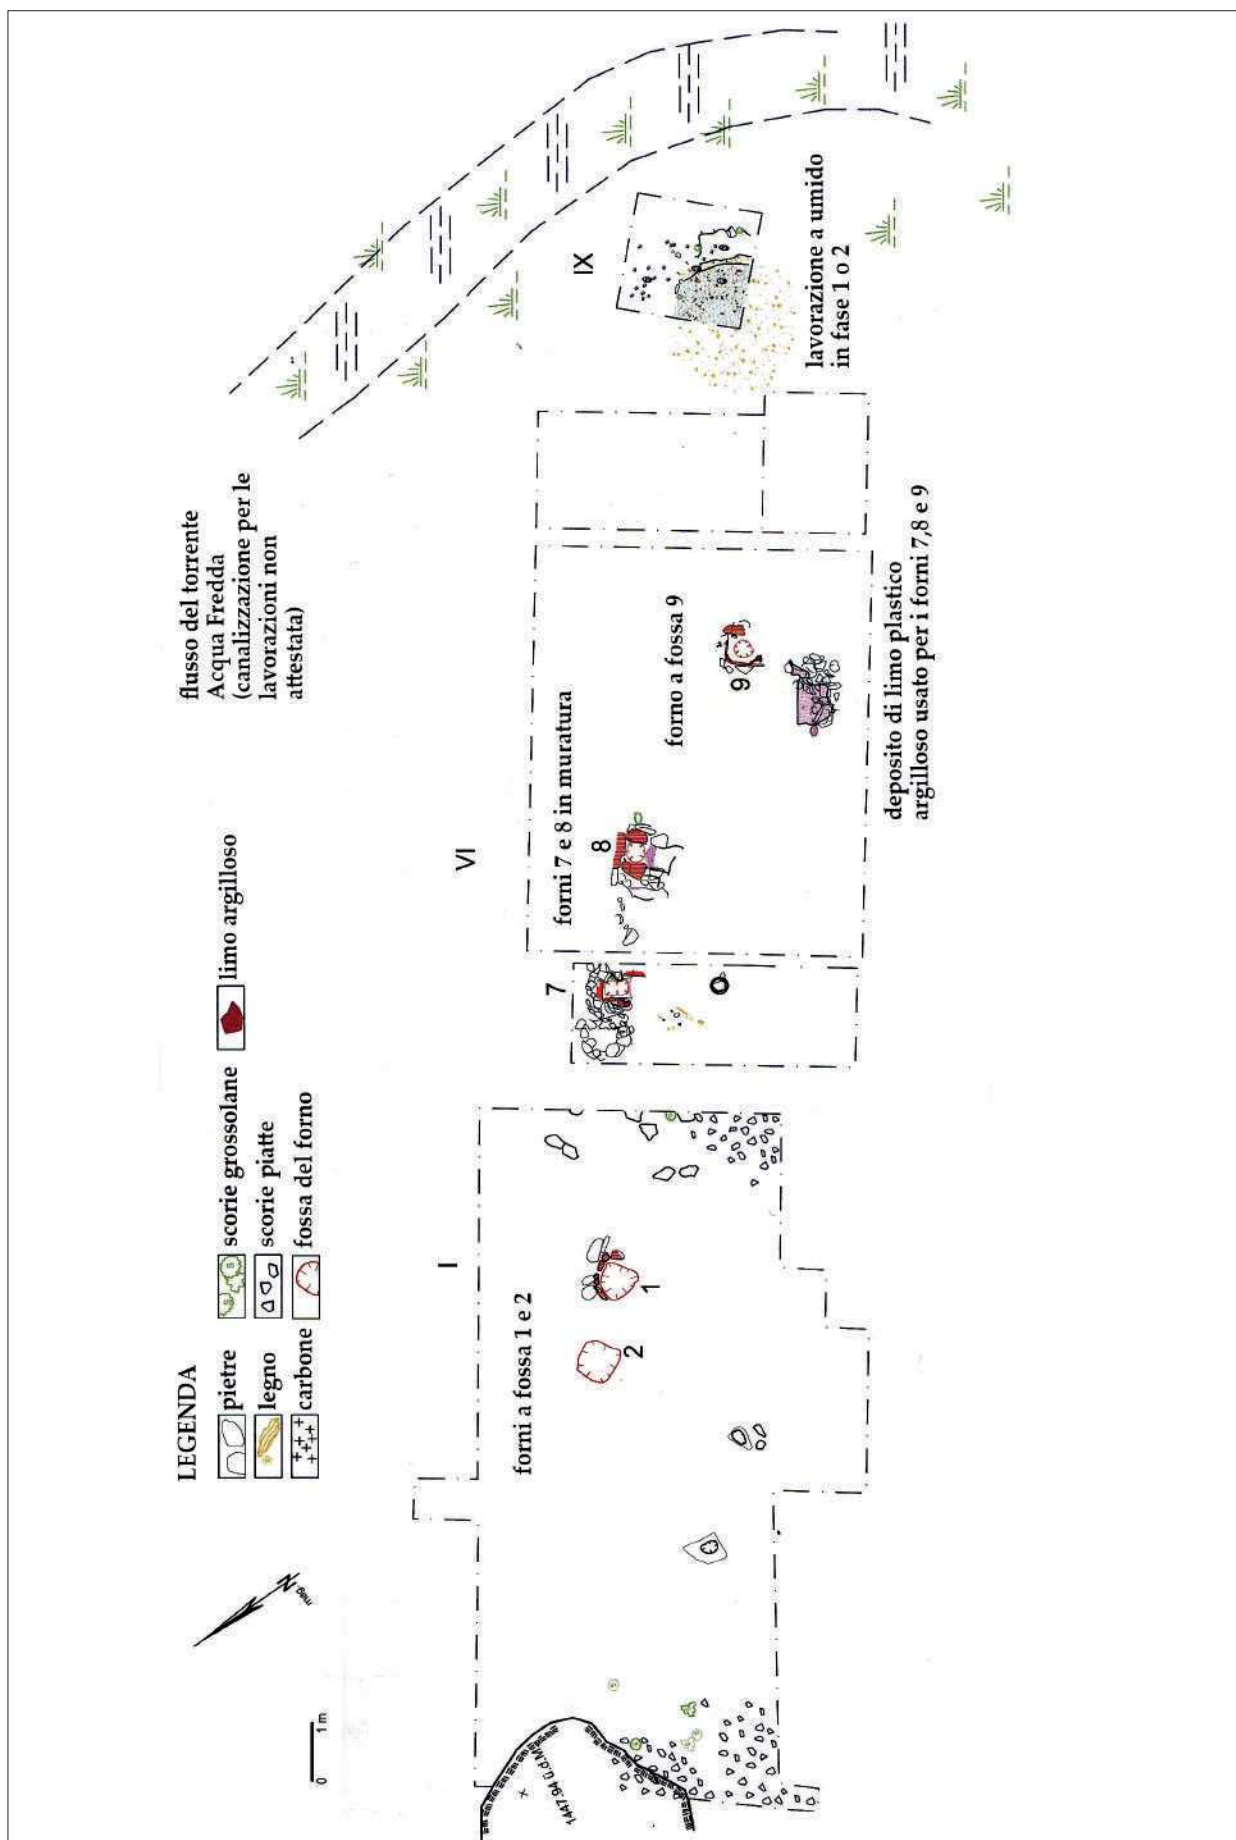 LEGENDA
pietre
legno
carbone
scorie grossolane
scorie piatte
fossa del forno
limo argilloso
0 1 m
N
mag
flusso del torrente
Acqua Fredda
(canalizzazione per le
lavorazioni non
attestata)
I
VI
IX
forni a fossa 1 e 2
1
2
7
8
forni 7 e 8 in muratura
forno a fossa 9
9
lavorazione a umido
in fase 1 o 2
deposito di limo plastico
argilloso usato per i forni 7,8 e 9
1447.94 ü.d.M